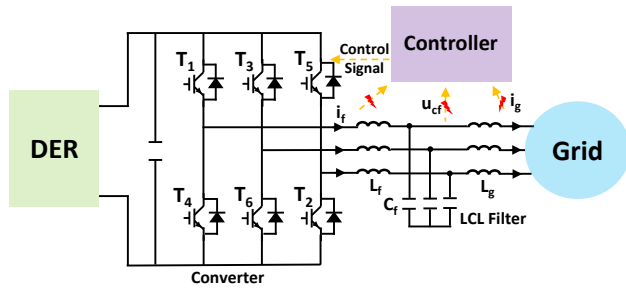 Controller
Control
Signal
T1
T3
T5
if
ucf
ig
DER
Grid
Lf
Lg
Cf
LCL Filter
T4
T6
T2
Converter